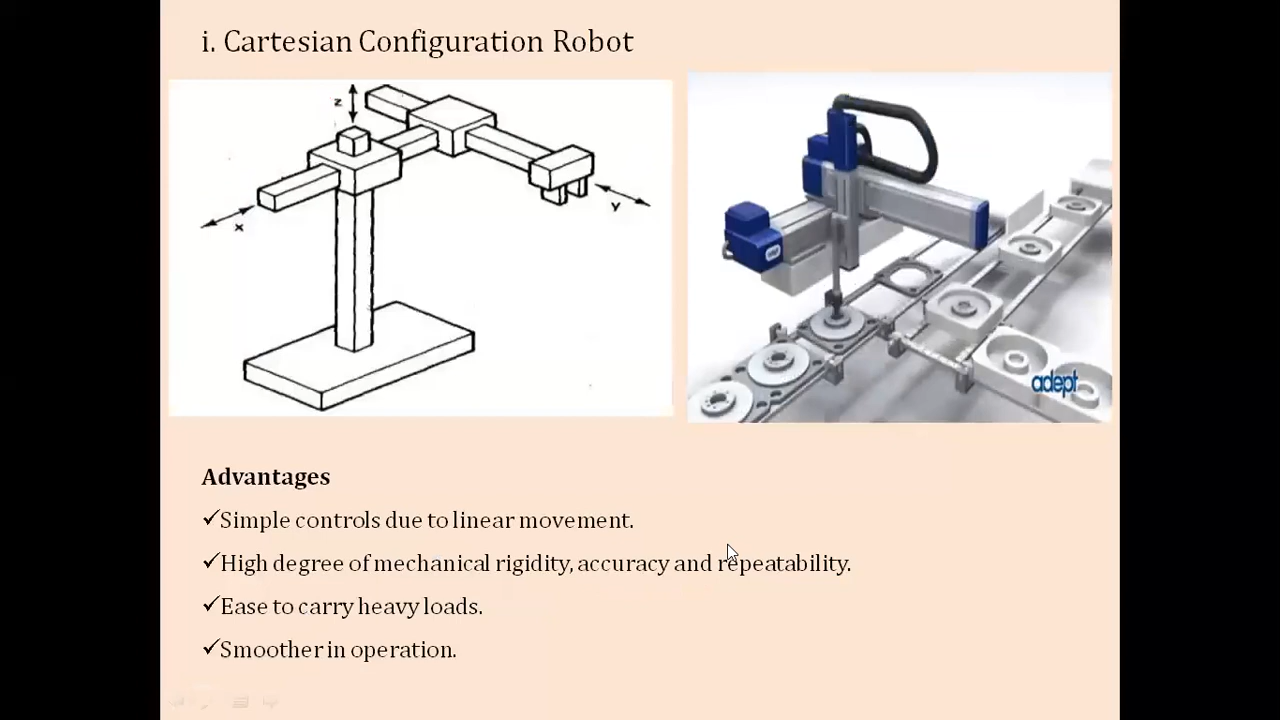 i. Cartesian Configuration Robot
Z
X
Y
adept
Advantages
✓Simple controls due to linear movement.
✓High degree of mechanical rigidity, accuracy and repeatability.
✓Ease to carry heavy loads.
✓Smoother in operation.